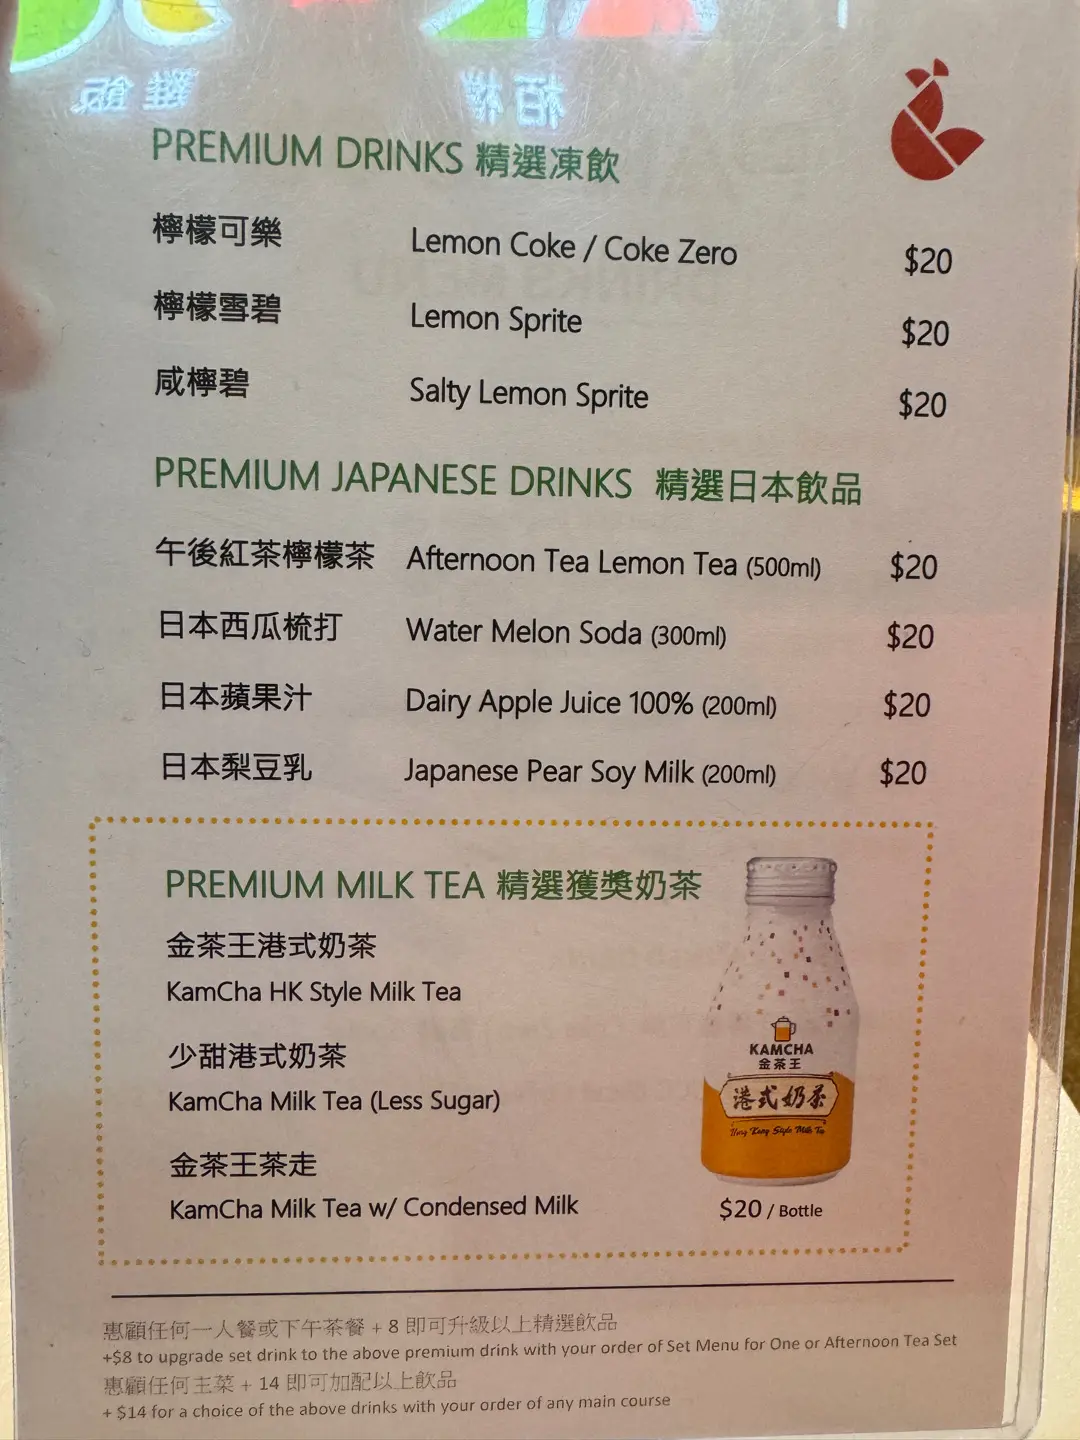 雞飯
栢樓
PREMIUM DRINKS 精選凍飲
檸檬可樂 Lemon Coke / Coke Zero $20
檸檬雪碧 Lemon Sprite $20
咸檸碧 Salty Lemon Sprite $20
PREMIUM JAPANESE DRINKS 精選日本飲品
午後紅茶檸檬茶 Afternoon Tea Lemon Tea (500ml) $20
日本西瓜梳打 Water Melon Soda (300ml) $20
日本蘋果汁 Dairy Apple Juice 100% (200ml) $20
日本梨豆乳 Japanese Pear Soy Milk (200ml) $20
PREMIUM MILK TEA 精選獲獎奶茶
金茶王港式奶茶
KamCha HK Style Milk Tea
少甜港式奶茶
KamCha Milk Tea (Less Sugar)
金茶王茶走
KamCha Milk Tea w/ Condensed Milk
KAMCHA
金茶王
港式奶茶
Hong Kong Style Milk Tea
$20 / Bottle
惠顧任何一人餐或下午茶餐 + 8 即可升級以上精選飲品
+$8 to upgrade set drink to the above premium drink with your order of Set Menu for One or Afternoon Tea Set
惠顧任何主菜 + 14 即可加配以上飲品
+ $14 for a choice of the above drinks with your order of any main course